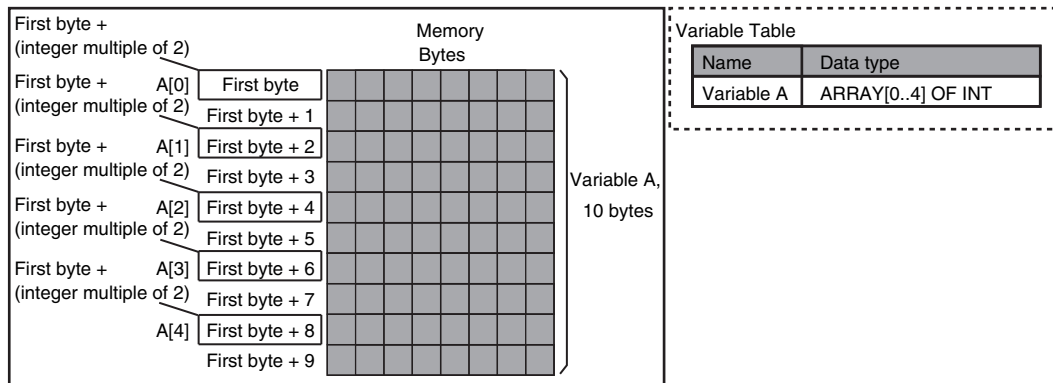 First byte +
(integer multiple of 2)
Memory
Bytes
First byte +
(integer multiple of 2)
A[0] First byte
First byte + 1
First byte +
(integer multiple of 2)
A[1] First byte + 2
First byte + 3
First byte +
(integer multiple of 2)
A[2] First byte + 4
First byte + 5
First byte +
(integer multiple of 2)
A[3] First byte + 6
First byte + 7
A[4] First byte + 8
First byte + 9
Variable A,
10 bytes
Variable Table
Name Data type
Variable A ARRAY[0..4] OF INT